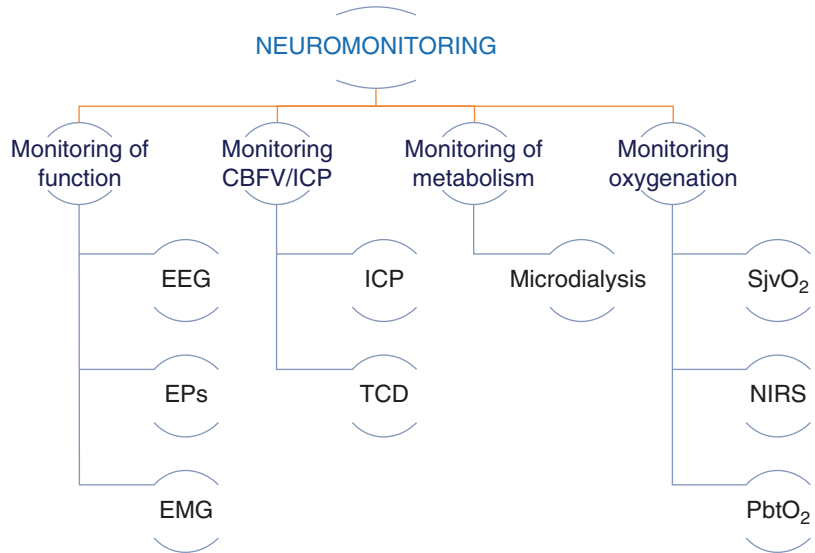 NEUROMONITORING
Monitoring of
function
Monitoring
CBFV/ICP
Monitoring of
metabolism
Monitoring
oxygenation
EEG
ICP
Microdialysis
SjvO₂
EPs
TCD
NIRS
EMG
PbtO₂